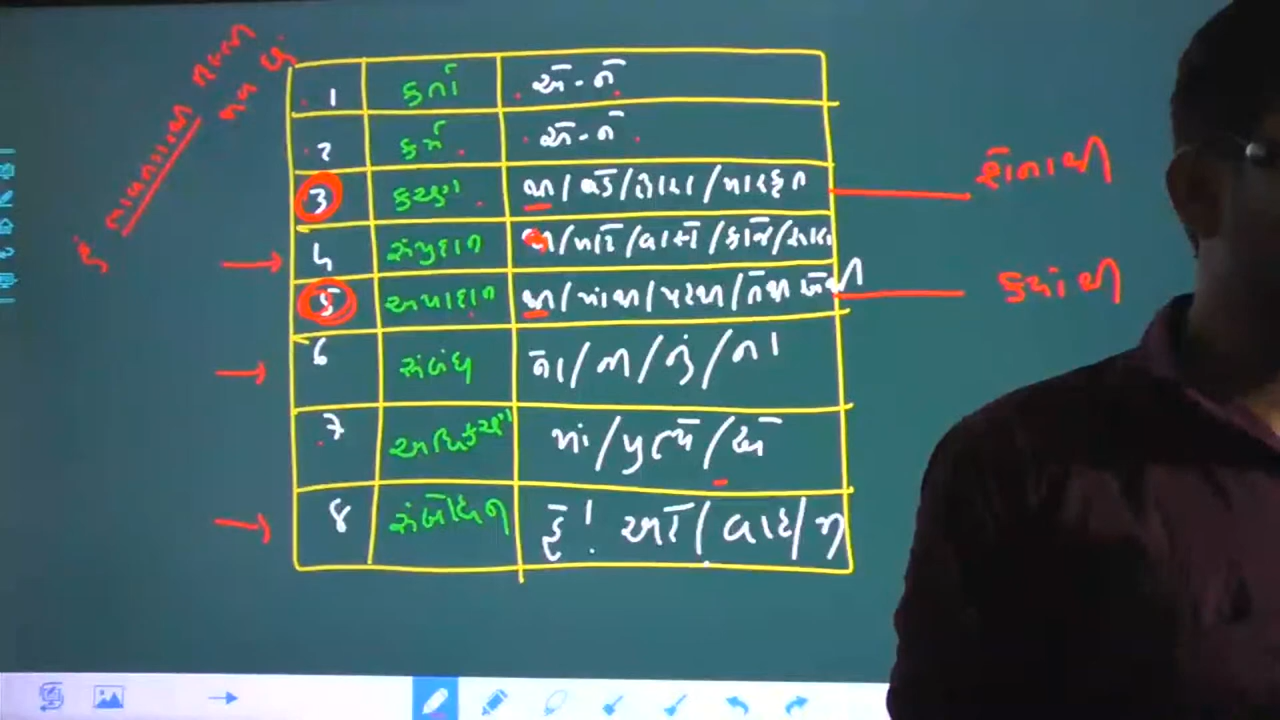 1 કર્તા એ - ને
2 કર્મ એ - ને
3 કરણ થી / વડે / દ્વારા / મારફત
4 સંપ્રદાન / માટે / વાસ્તે / કાજે /
5 અપાદાન થી / માંથી / પરથી /
6 સંબંધ ના / ની / નું / નો
7 અધિકરણ માં / / એ
8 સંબોધન હે! અરે / વાહ /
શેનાથી
ક્યાંથી
હું